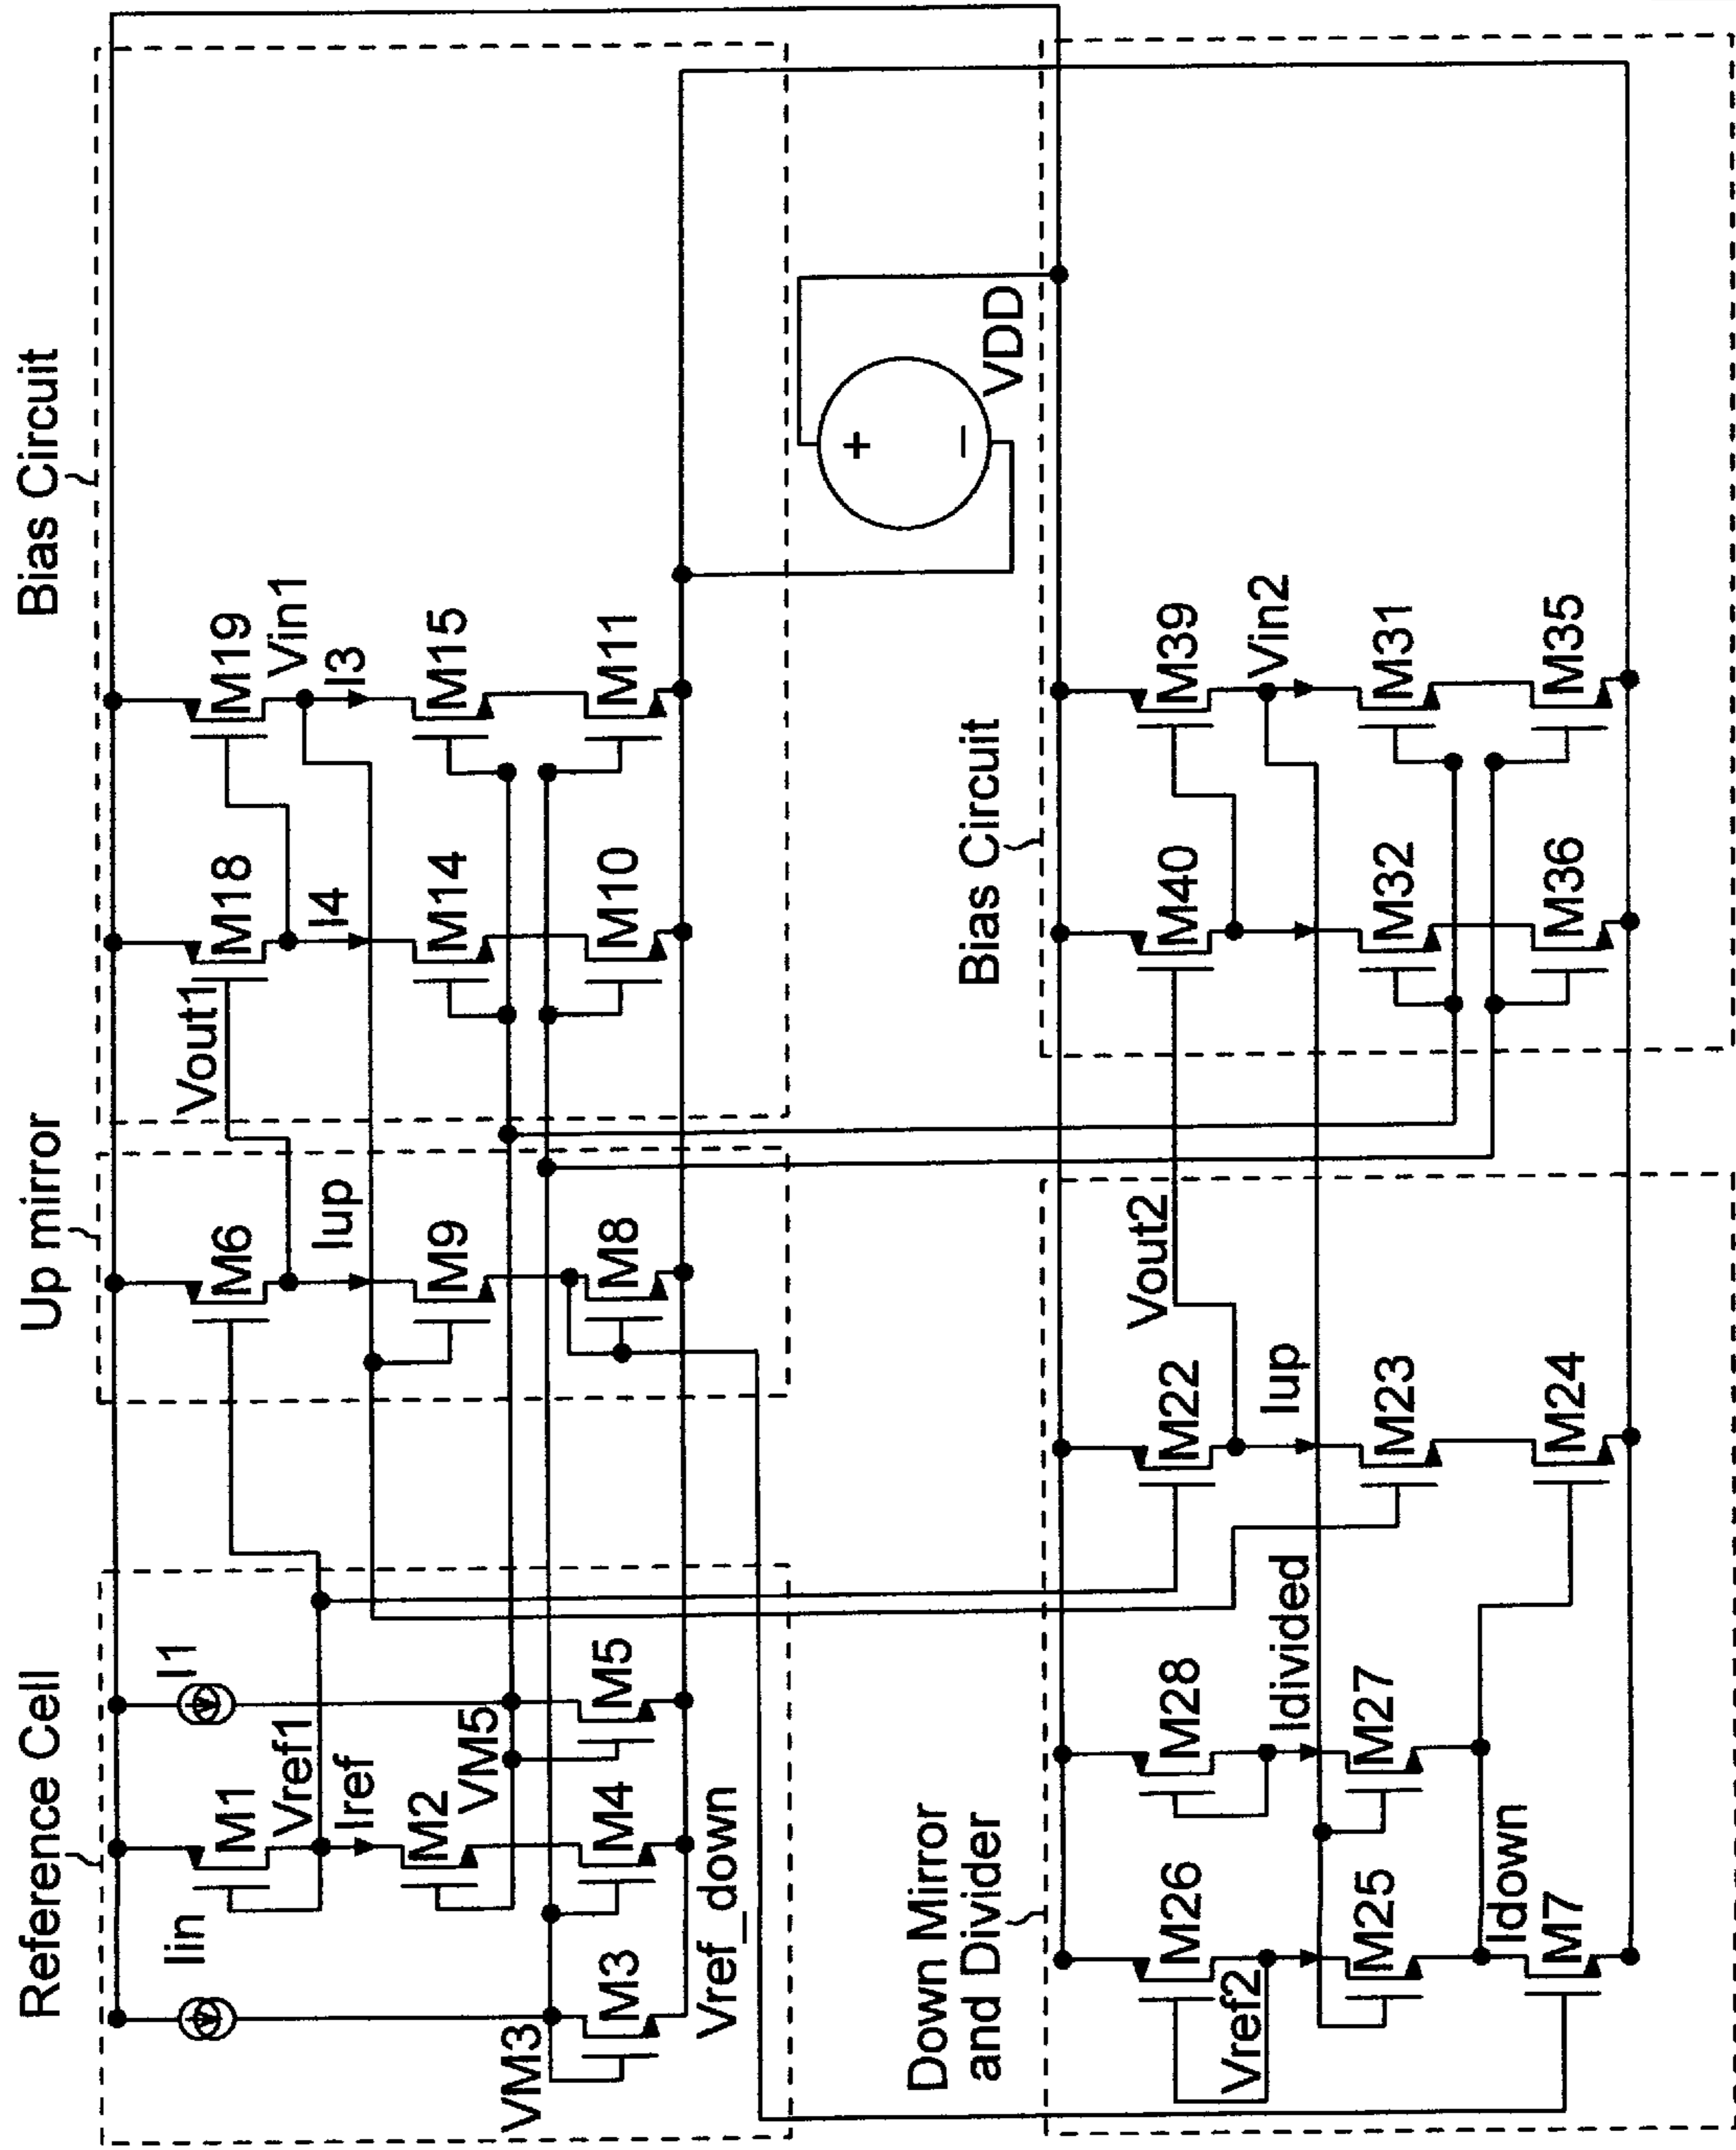 Reference Cell
Up mirror
Bias Circuit
Iin
I1
M1
Vref1
Iref
M2
VM5
M5
M4
M3
VM3
Vref_down
M6
Iup
M9
M8
Vout1
M18
I4
M14
M10
M19
Vin1
I3
M15
M11
+
−
VDD
Down Mirror
and Divider
Bias Circuit
M26
Vref2
M25
Idown
M7
M28
Idivided
M27
M22
Vout2
Iup
M23
M24
M40
M32
M36
M39
Vin2
M31
M35